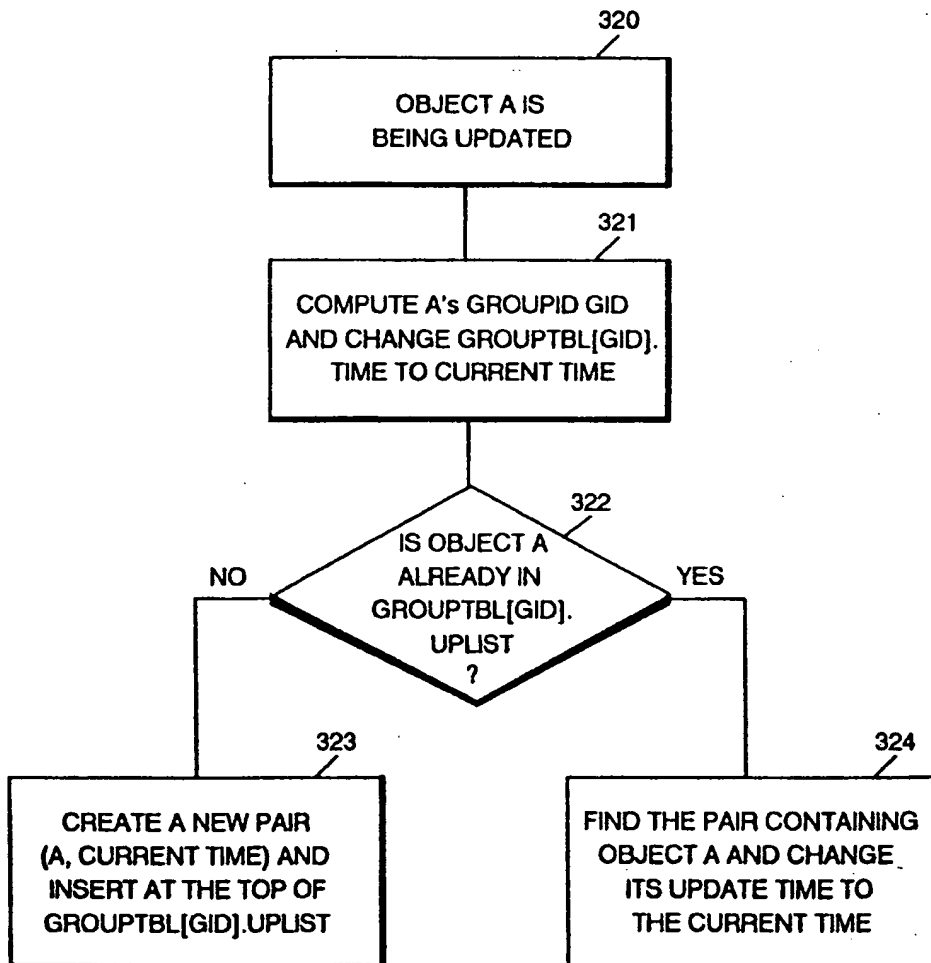 320
OBJECT A IS
BEING UPDATED
321
COMPUTE A's GROUPID GID
AND CHANGE GROUPTBL[GID].
TIME TO CURRENT TIME
322
IS OBJECT A
ALREADY IN
GROUPTBL[GID].
UPLIST
?
NO
YES
323
CREATE A NEW PAIR
(A, CURRENT TIME) AND
INSERT AT THE TOP OF
GROUPTBL[GID].UPLIST
324
FIND THE PAIR CONTAINING
OBJECT A AND CHANGE
ITS UPDATE TIME TO
THE CURRENT TIME